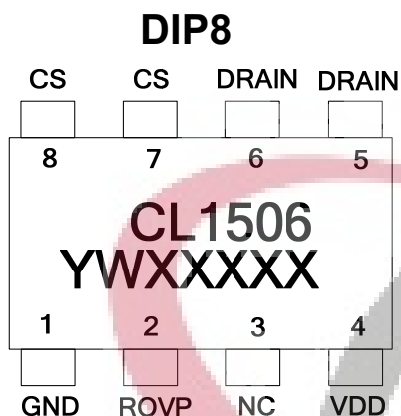 DIP8
CS CS DRAIN DRAIN
8 7 6 5
CL1506
YWXXXXX
1 2 3 4
GND ROVP NC VDD